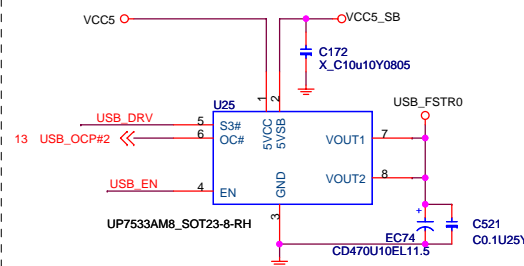 VCC5
VCC5_SB
C172
X_C10u10Y0805
U25
USB_FSTR0
1
2
5VCC
5VSB
USB_DRV
5
S3#
13
USB_OCP#2
6
OC#
VOUT1
7
USB_EN
4
EN
VOUT2
8
GND
3
UP7533AM8_SOT23-8-RH
+
EC74
CD470U10EL11.5
C521
C0.1U25Y